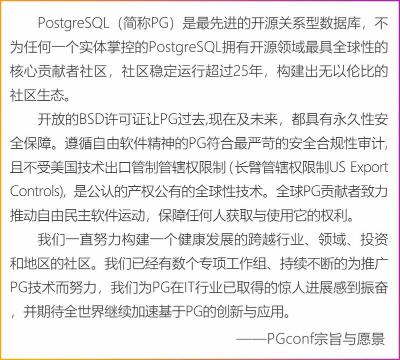 PostgreSQL（简称PG）是最先进的开源关系型数据库，不
为任何一个实体掌控的PostgreSQL拥有开源领域最具全球性的
核心贡献者社区，社区稳定运行超过25年，构建出无以伦比的
社区生态。
开放的BSD许可证让PG过去,现在及未来，都具有永久性安
全保障。遵循自由软件精神的PG符合最严苛的安全合规性审计,
且不受美国技术出口管制管辖权限制 (长臂管辖权限制US Export
Controls), 是公认的产权公有的全球性技术。全球PG贡献者致力
推动自由民主软件运动，保障任何人获取与使用它的权利。
我们一直努力构建一个健康发展的跨越行业、领域、投资
和地区的社区。我们已经有数个专项工作组、持续不断的为推广
PG技术而努力，我们为PG在IT行业已取得的惊人进展感到振奋
，并期待全世界继续加速基于PG的创新与应用。
——PGconf宗旨与愿景